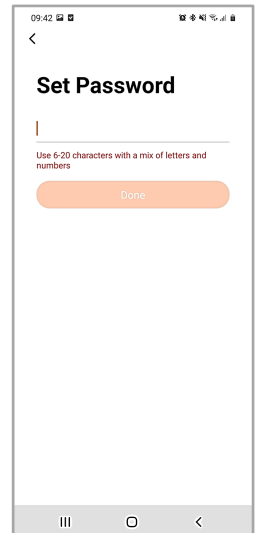 09:42
Set Password
Use 6-20 characters with a mix of letters and
numbers
Done